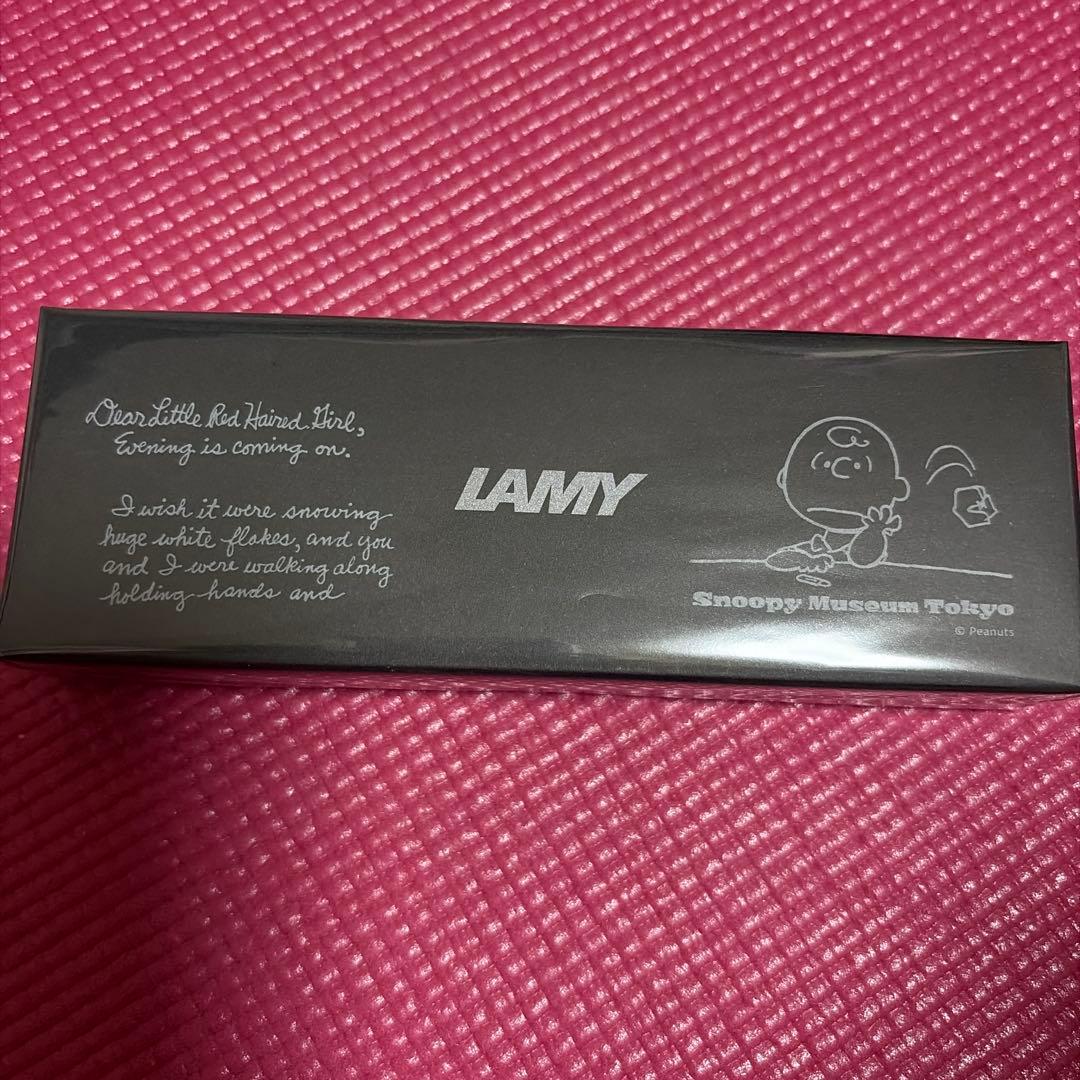 Dear Little Red Haired Girl,
Evening is coming on.
I wish it were snowing
huge white flakes, and you
and I were walking along
holding hands and
LAMY
Snoopy Museum Tokyo
© Peanuts